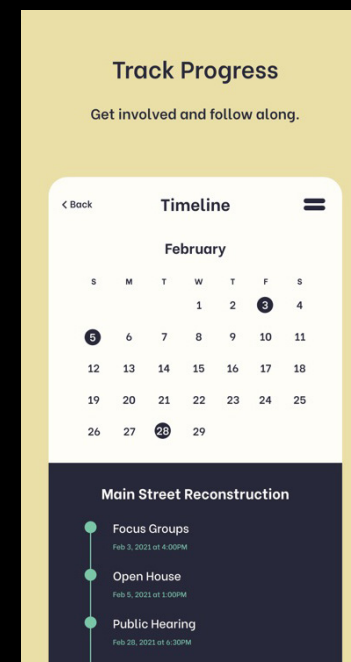 Track Progress
Get involved and follow along.
< Back Timeline
February
S M T W T F S
1 2 3 4
5 6 7 8 9 10 11
12 13 14 15 16 17 18
19 20 21 22 23 24 25
26 27 28 29
Main Street Reconstruction
Focus Groups
Feb 3, 2021 at 4:00PM
Open House
Feb 5, 2021 at 1:00PM
Public Hearing
Feb 28, 2021 at 6:30PM